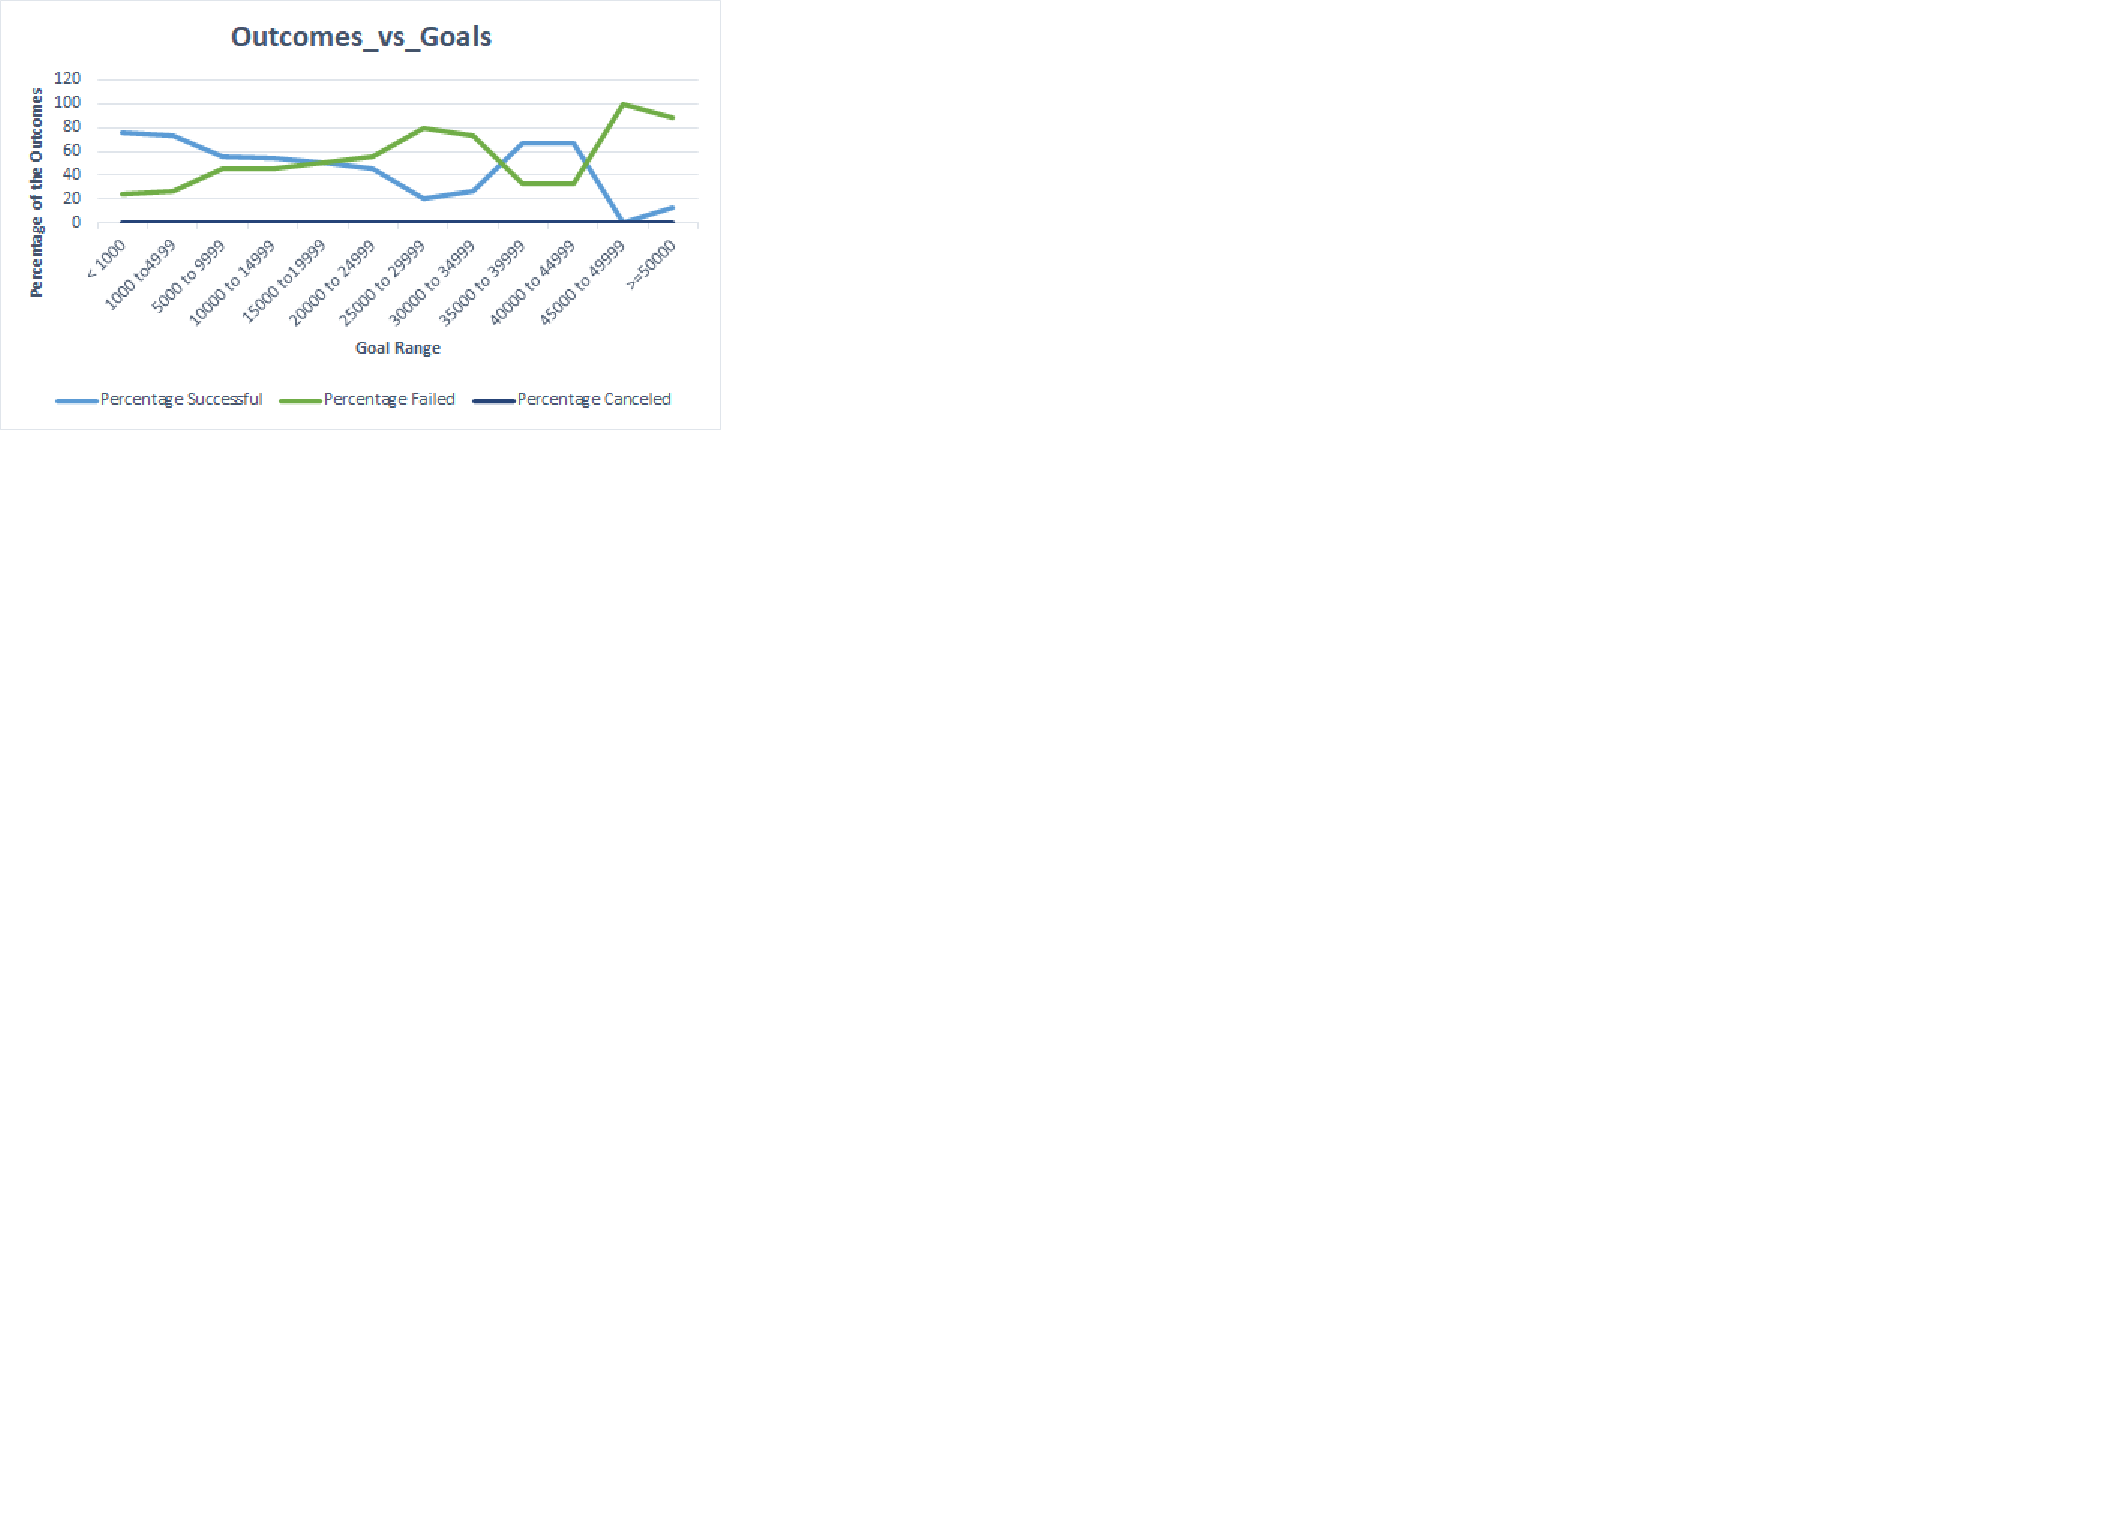 Outcomes_vs_Goals
Percentage of the Outcomes
120
100
80
60
40
20
0
< 1000
1000 to4999
5000 to 9999
10000 to 14999
15000 to19999
20000 to 24999
25000 to 29999
30000 to 34999
35000 to 39999
40000 to 44999
45000 to 49999
>=50000
Goal Range
Percentage Successful
Percentage Failed
Percentage Canceled